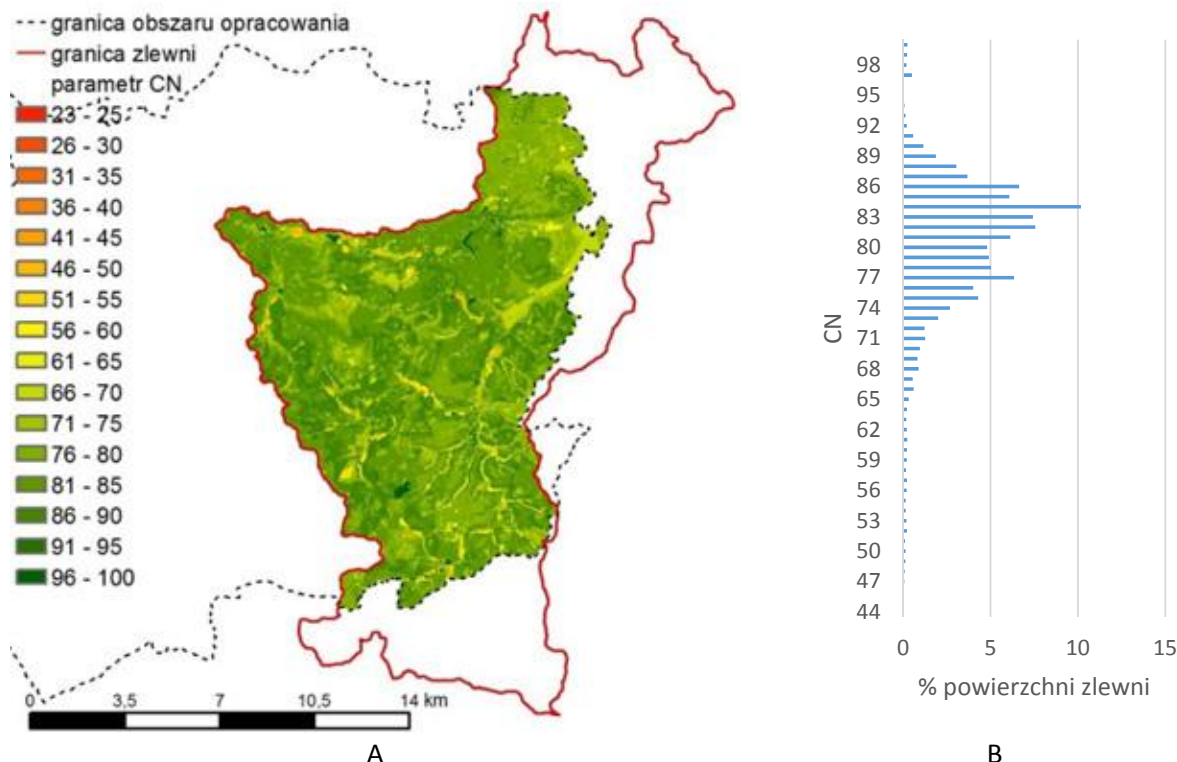 granica obszaru opracowania
granica zlewni
parametr CN
23 - 25
26 - 30
31 - 35
36 - 40
41 - 45
46 - 50
51 - 55
56 - 60
61 - 65
66 - 70
71 - 75
76 - 80
81 - 85
86 - 90
91 - 95
96 - 100
0 3,5 7 10,5 14 km
A
98
95
92
89
86
83
80
77
74
71
68
65
62
59
56
53
50
47
44
CN
0 5 10 15
% powierzchni zlewni
B